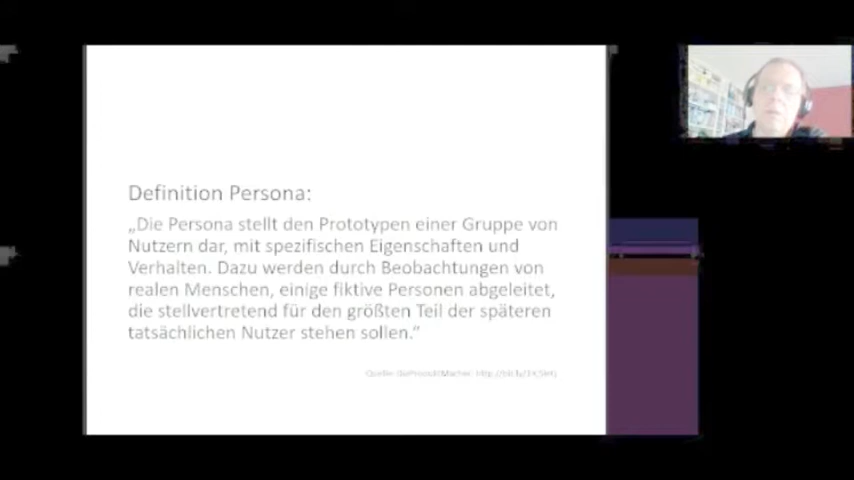 Definition Persona:
„Die Persona stellt den Prototypen einer Gruppe von
Nutzern dar, mit spezifischen Eigenschaften und
Verhalten. Dazu werden durch Beobachtungen von
realen Menschen, einige fiktive Personen abgeleitet,
die stellvertretend für den größten Teil der späteren
tatsächlichen Nutzer stehen sollen.“
Quelle: